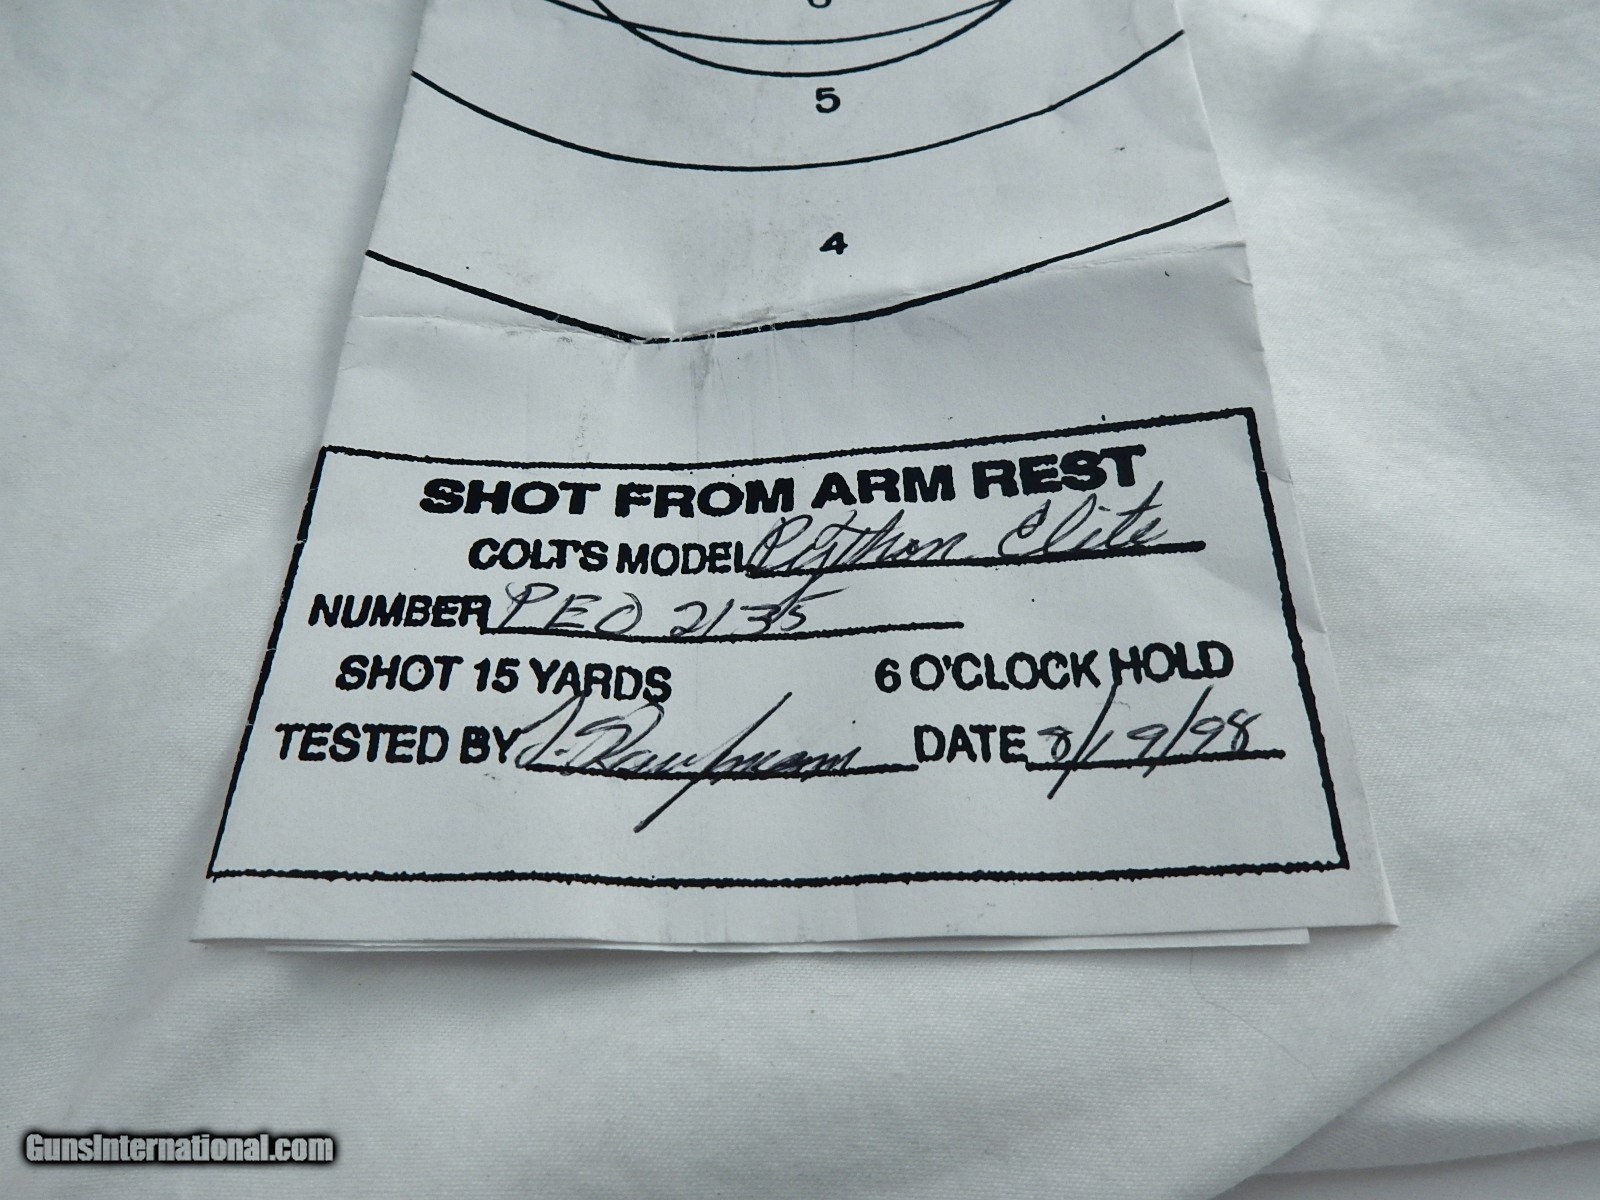 5
4
SHOT FROM ARM REST
COLT'S MODEL Python Elite
NUMBER PEO 2135
SHOT 15 YARDS 6 O'CLOCK HOLD
TESTED BY Kaufmann DATE 8/19/98
GunsInternational.com